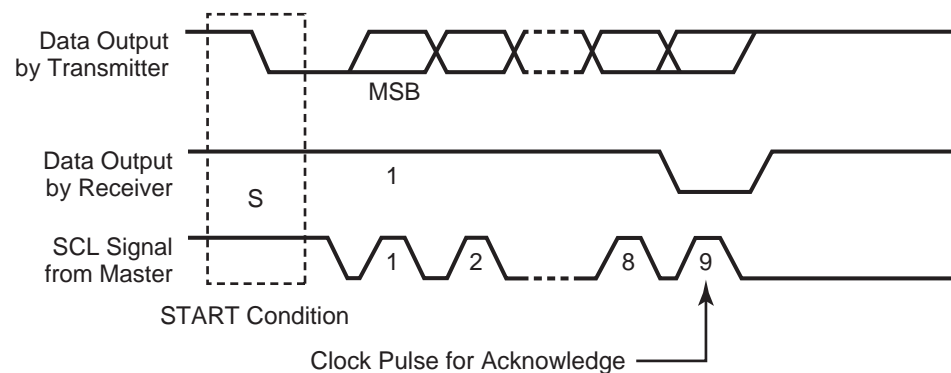 Data Output
by Transmitter
MSB
Data Output
by Receiver
1
S
SCL Signal
from Master
1 2 8 9
START Condition
Clock Pulse for Acknowledge